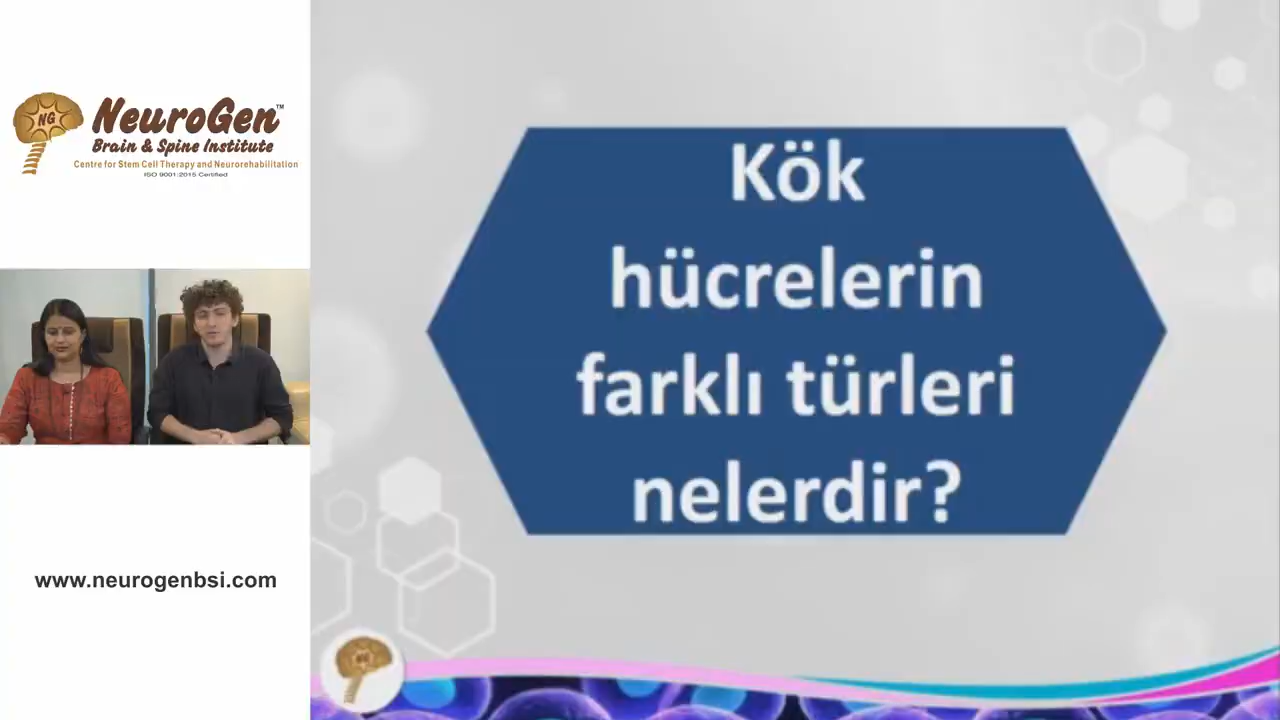 NG
NeuroGen™
Brain & Spine Institute
Centre for Stem Cell Therapy and Neurorehabilitation
ISO 9001:2015 Certified
www.neurogenbsi.com
Kök
hücrelerin
farklı türleri
nelerdir?